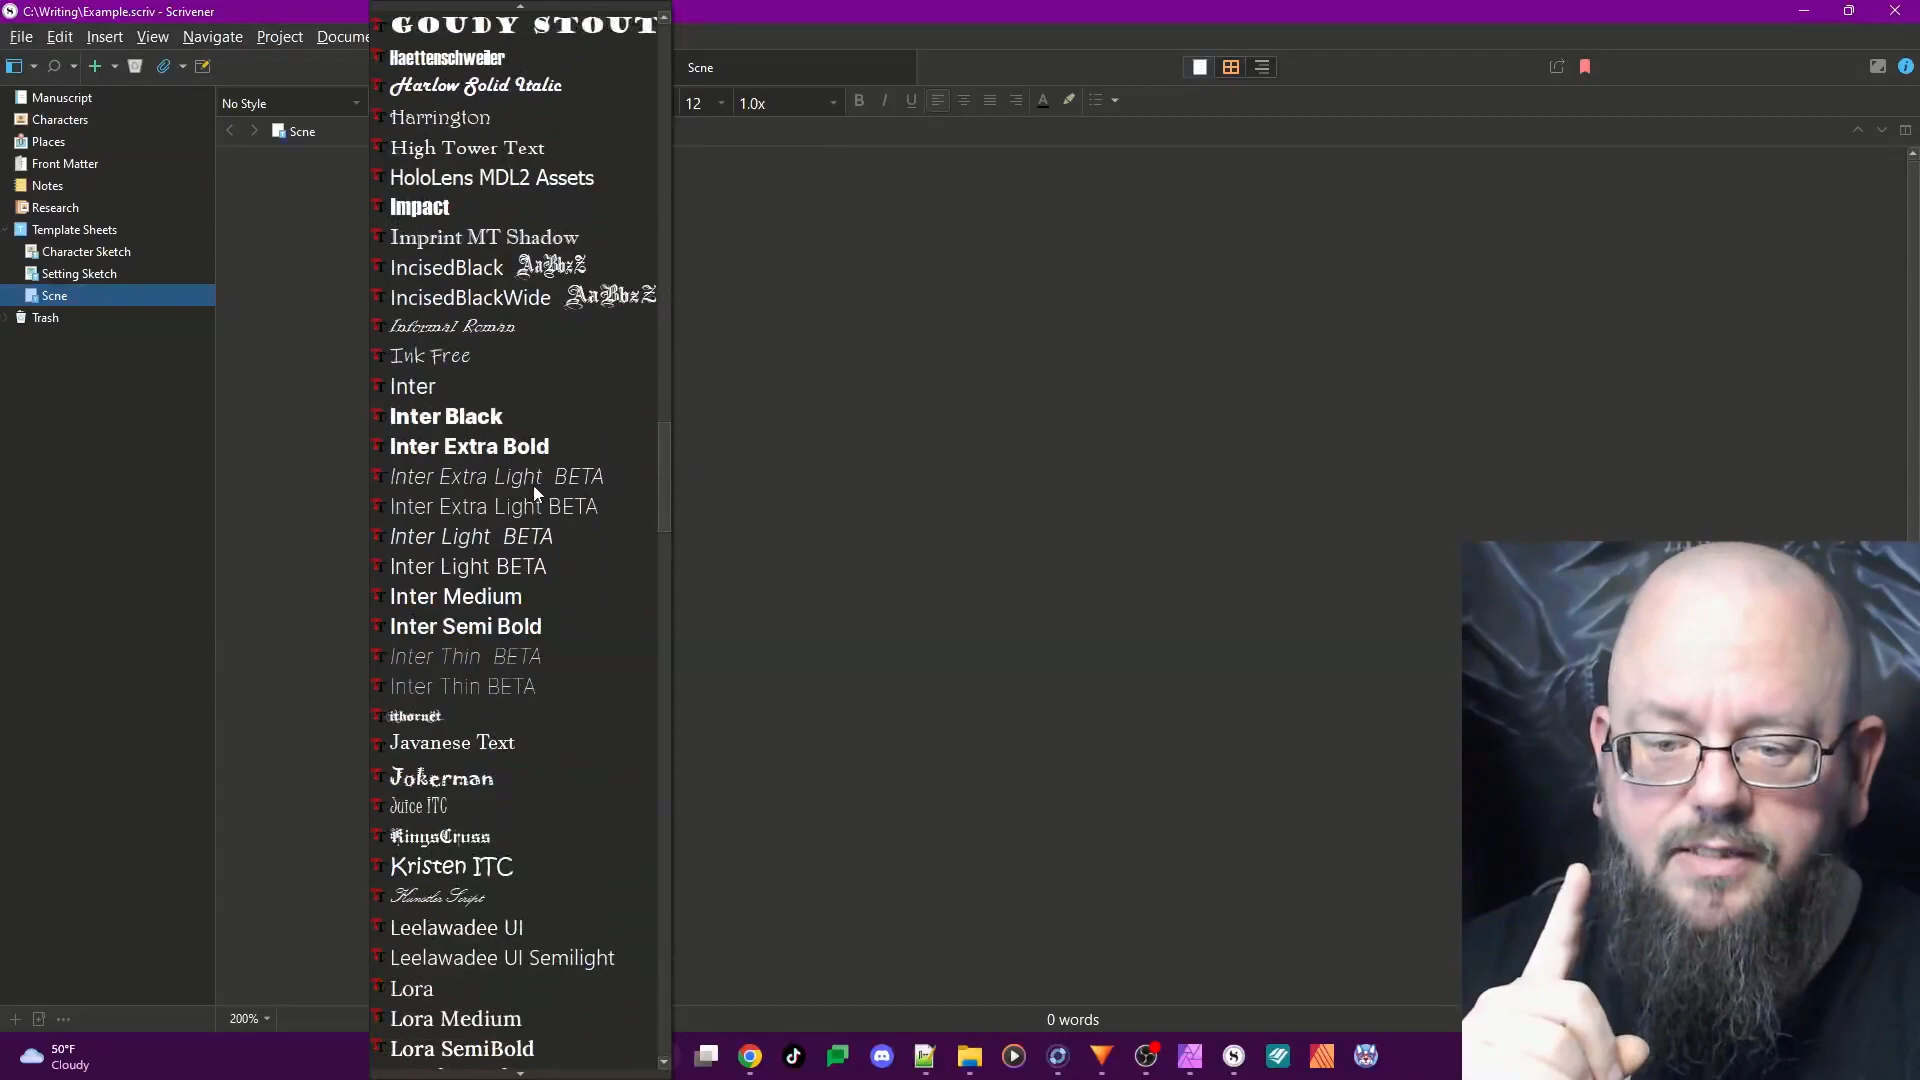 C:\Writing\Example.scriv - Scrivener
File Edit Insert View Navigate Project Docume
Scne
No Style
12
1.0x
B I U A
Scne
Manuscript
Characters
Places
Front Matter
Notes
Research
Template Sheets
Character Sketch
Setting Sketch
Scne
Trash
GOUDY STOUT
Haettenschweiler
Harlow Solid Italic
Harrington
High Tower Text
HoloLens MDL2 Assets
Impact
Imprint MT Shadow
IncisedBlack AaBbzZ
IncisedBlackWide AaBbzZ
Informal Roman
Ink Free
Inter
Inter Black
Inter Extra Bold
Inter Extra Light  BETA
Inter Extra Light BETA
Inter Light  BETA
Inter Light BETA
Inter Medium
Inter Semi Bold
Inter Thin  BETA
Inter Thin BETA
ithornet
Javanese Text
Jokerman
Juice ITC
KingsCross
Kristen ITC
Kunstler Script
Leelawadee UI
Leelawadee UI Semilight
Lora
Lora Medium
Lora SemiBold
200%
0 words
50°F
Cloudy